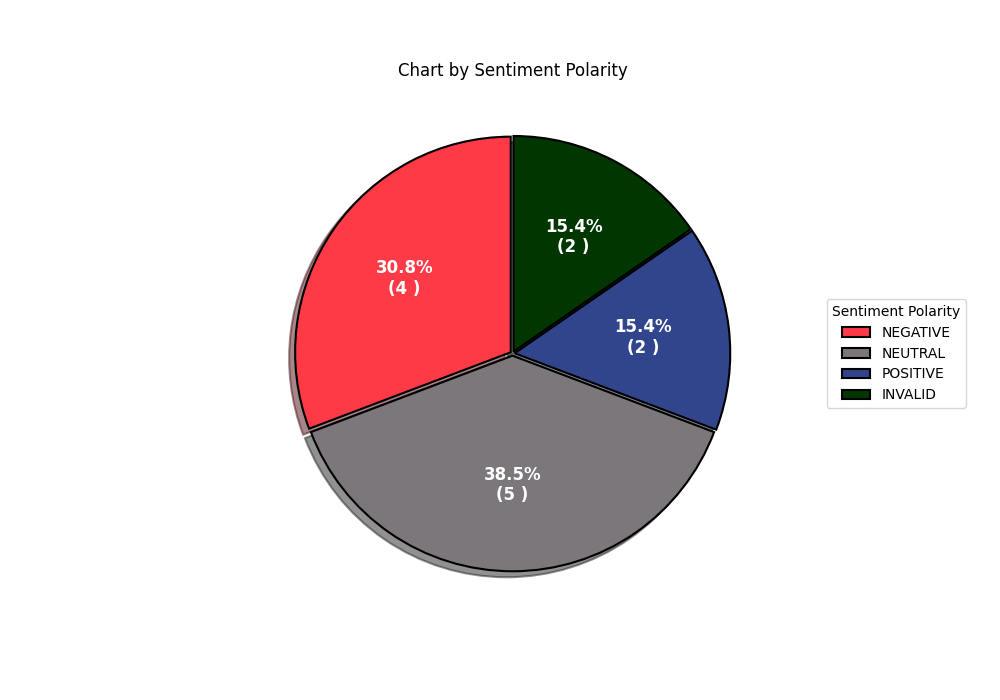 Chart by Sentiment Polarity
15.4%
(2 )
30.8%
(4 )
15.4%
(2 )
38.5%
(5 )
Sentiment Polarity
NEGATIVE
NEUTRAL
POSITIVE
INVALID